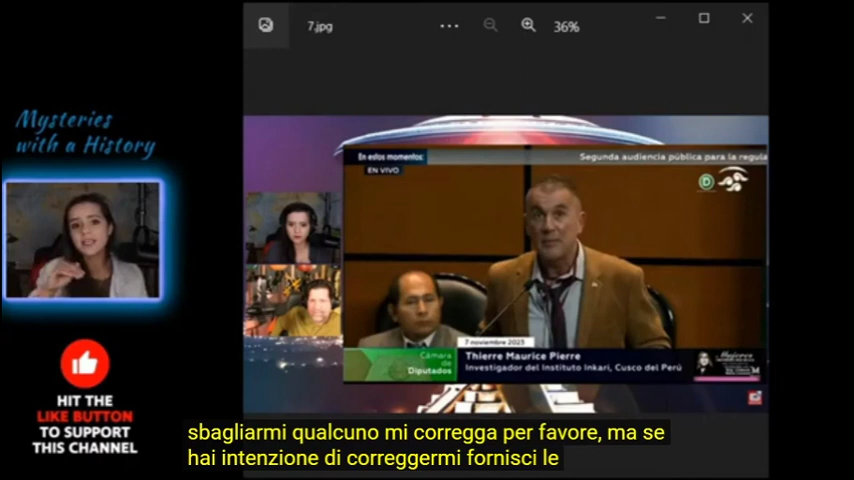 7.jpg
36%
Mysteries
with a History
En estos momentos:
Segunda audiencia pública para la regula
EN VIVO
7 noviembre 2023
Cámara
de
Diputados
Thierre Maurice Pierre
Investigador del Instituto Inkari, Cusco del Perú
HIT THE
LIKE BUTTON
TO SUPPORT
THIS CHANNEL
sbagliarmi qualcuno mi corregga per favore, ma se
hai intenzione di correggermi fornisci le